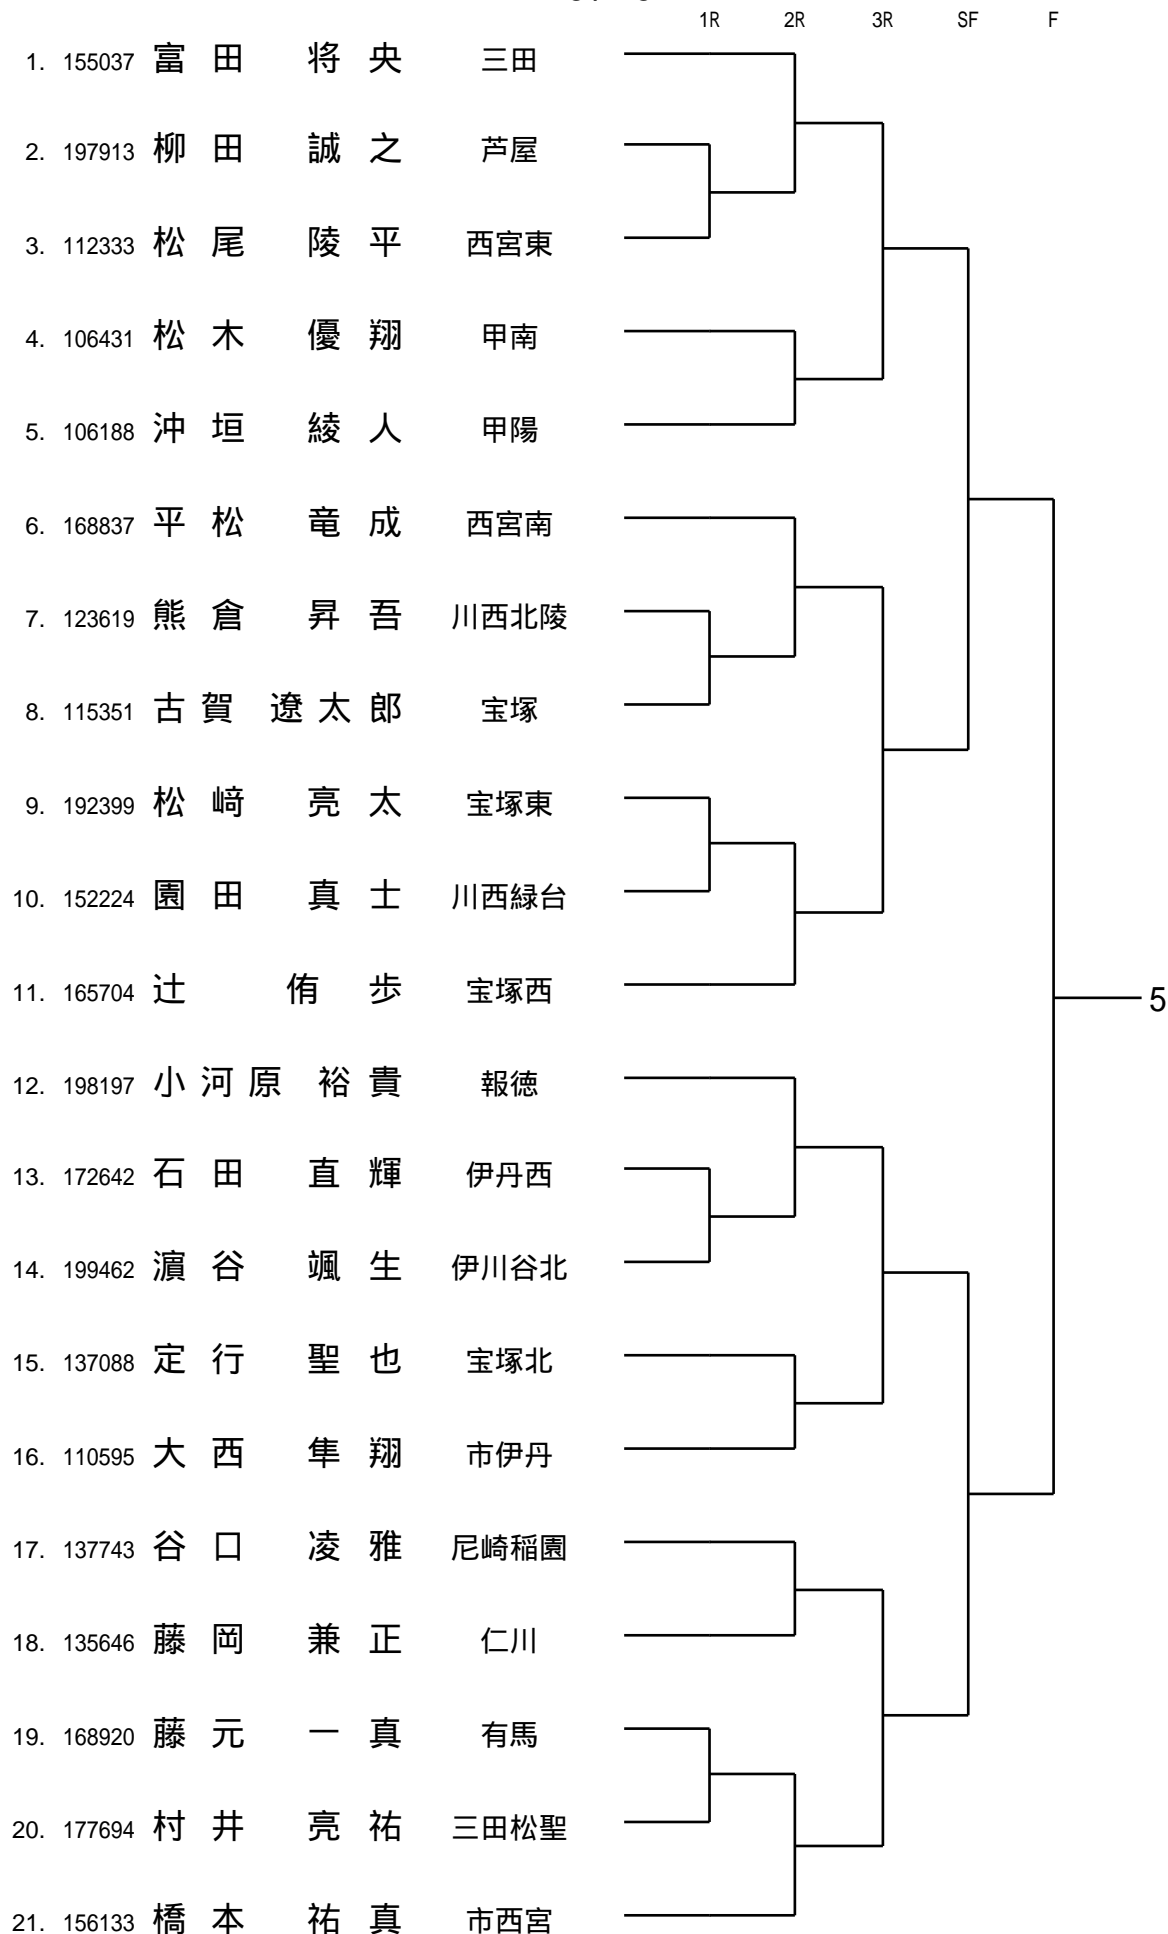 1R 2R 3R SF F
1. 155037 富田 将央 三田
2. 197913 柳田 誠之 芦屋
3. 112333 松尾 陵平 西宮東
4. 106431 松木 優翔 甲南
5. 106188 沖垣 綾人 甲陽
6. 168837 平松 竜成 西宮南
7. 123619 熊倉 昇吾 川西北陵
8. 115351 古賀 遼太郎 宝塚
9. 192399 松﨑 亮太 宝塚東
10. 152224 園田 真士 川西緑台
11. 165704 辻 侑歩 宝塚西
5
12. 198197 小河原 裕貴 報徳
13. 172642 石田 直輝 伊丹西
14. 199462 濵谷 颯生 伊川谷北
15. 137088 定行 聖也 宝塚北
16. 110595 大西 隼翔 市伊丹
17. 137743 谷口 凌雅 尼崎稲園
18. 135646 藤岡 兼正 仁川
19. 168920 藤元 一真 有馬
20. 177694 村井 亮祐 三田松聖
21. 156133 橋本 祐真 市西宮